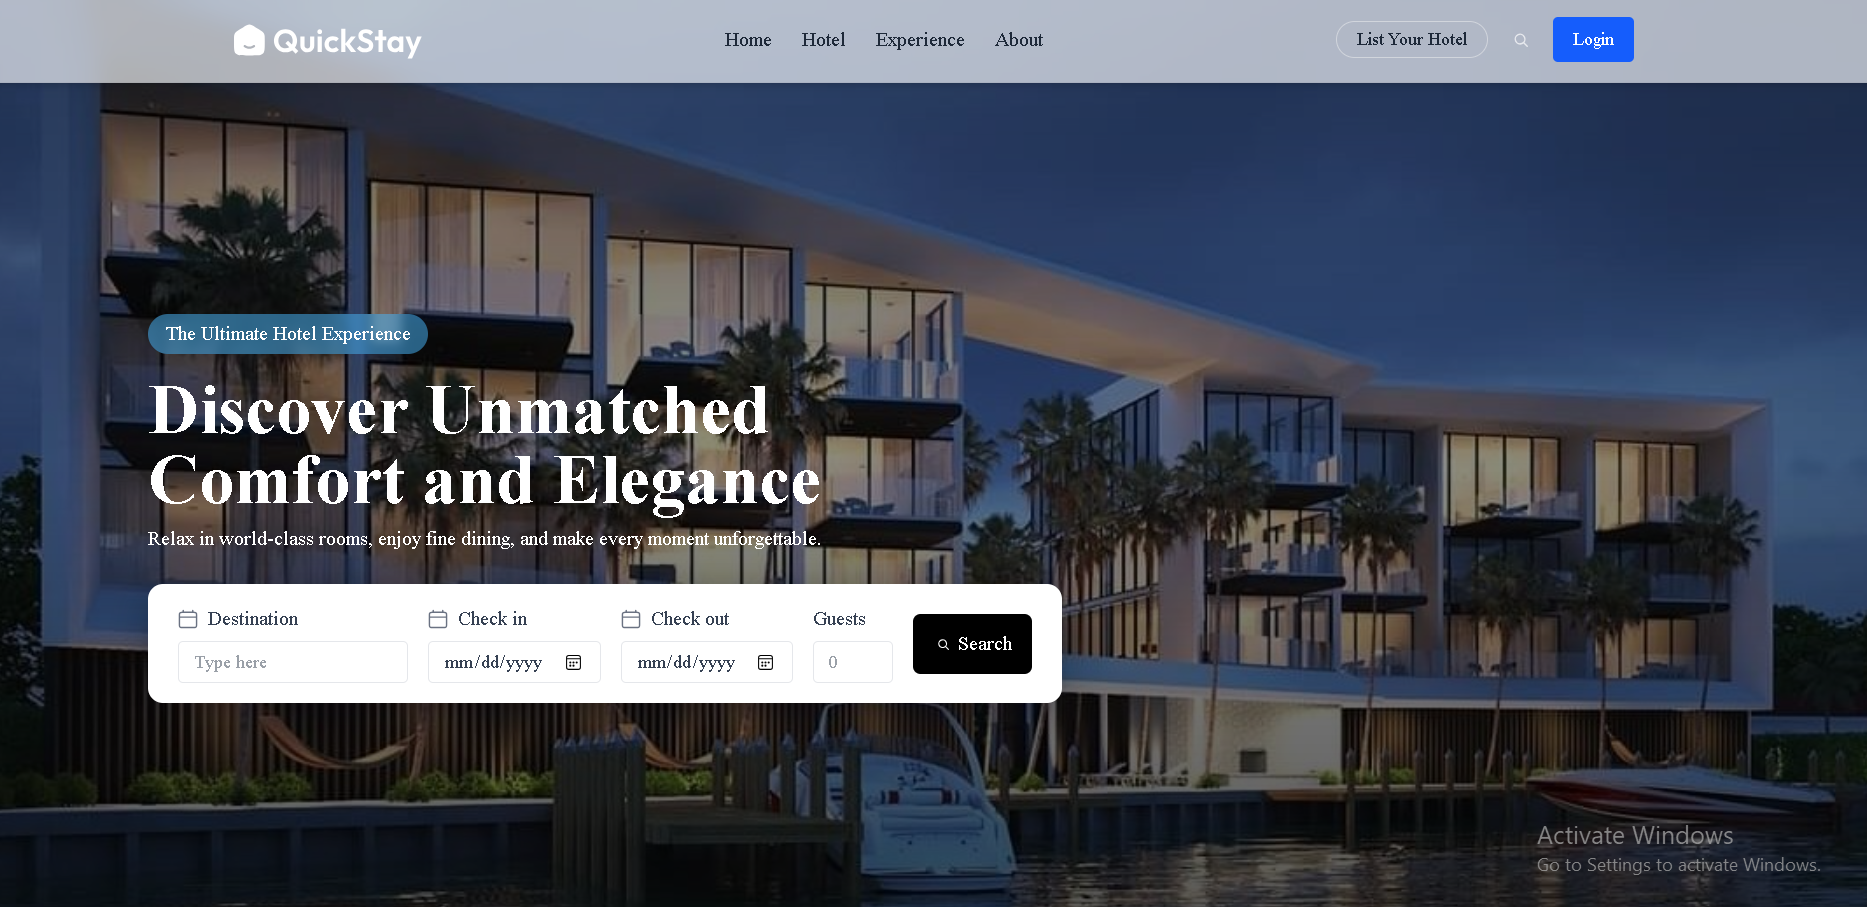 QuickStay
Home
Hotel
Experience
About
List Your Hotel
Login
The Ultimate Hotel Experience
Discover Unmatched
Comfort and Elegance
Relax in world-class rooms, enjoy fine dining, and make every moment unforgettable.
Destination
Check in
Check out
Guests
Type here
mm/dd/yyyy
mm/dd/yyyy
0
Search
Activate Windows
Go to Settings to activate Windows.